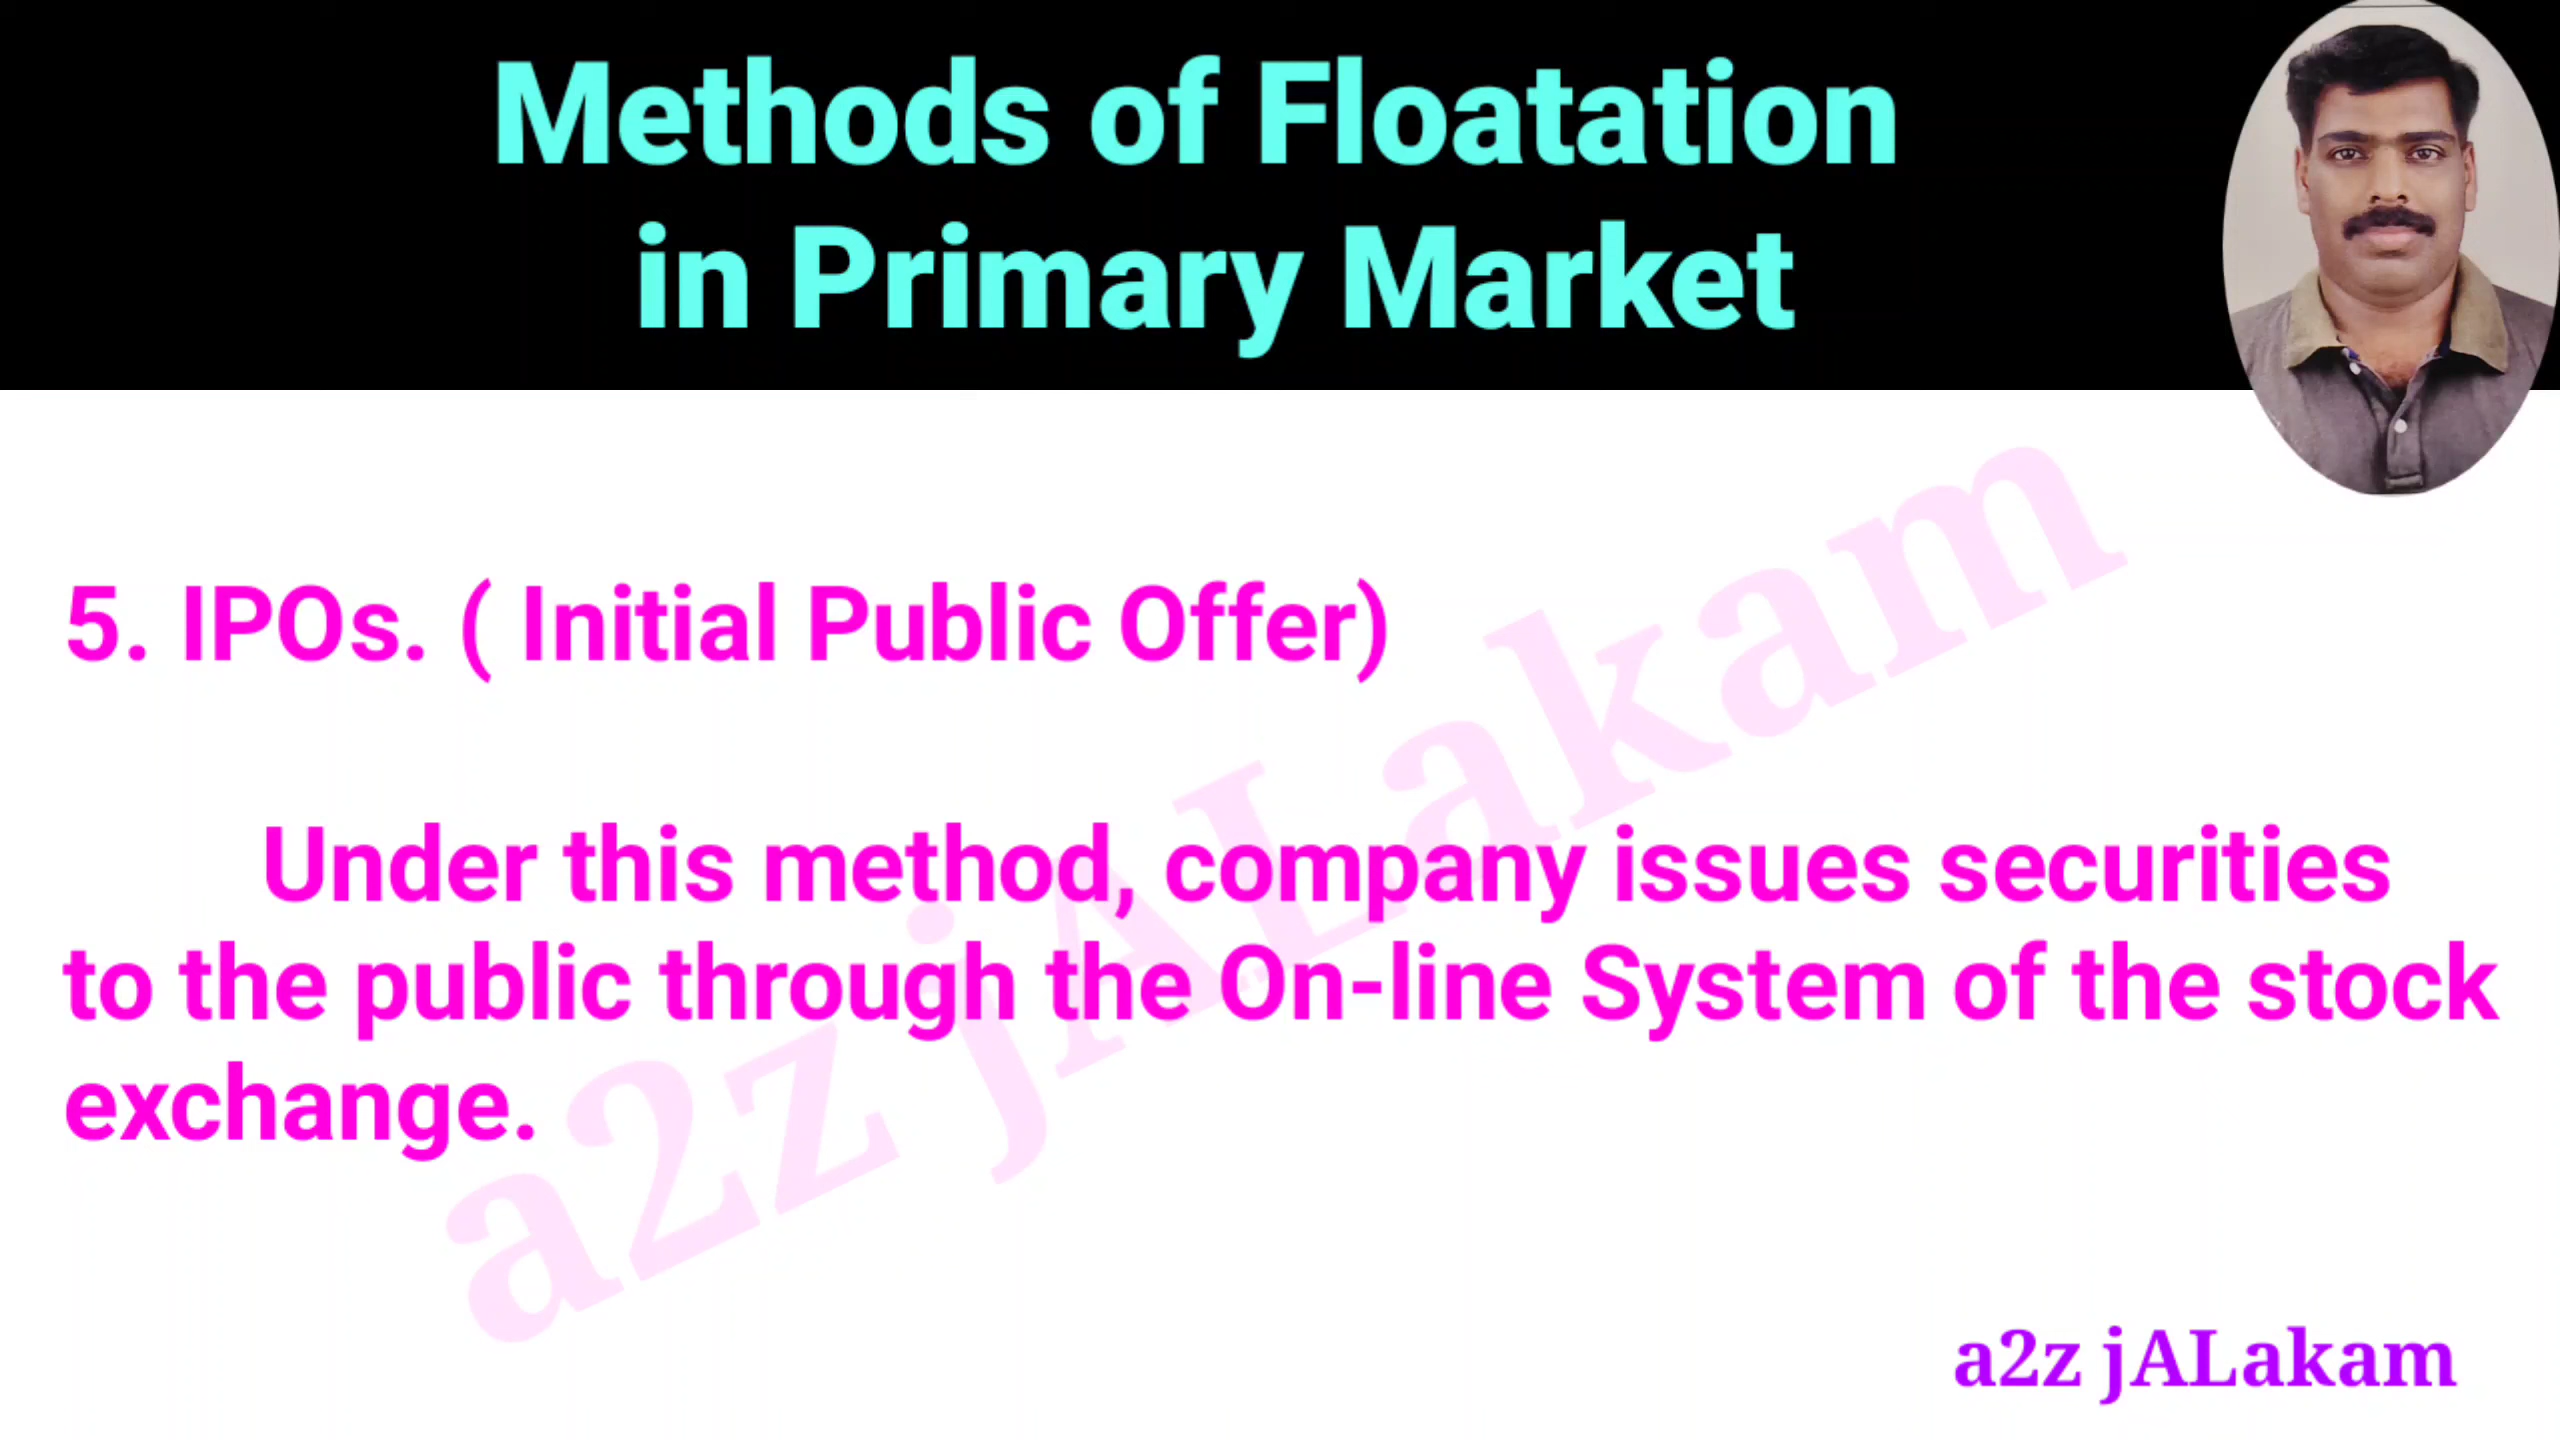 Methods of Floatation
in Primary Market
5. IPOs. ( Initial Public Offer)
Under this method, company issues securities
to the public through the On-line System of the stock
exchange.
a2z jALakam
a2z jALakam